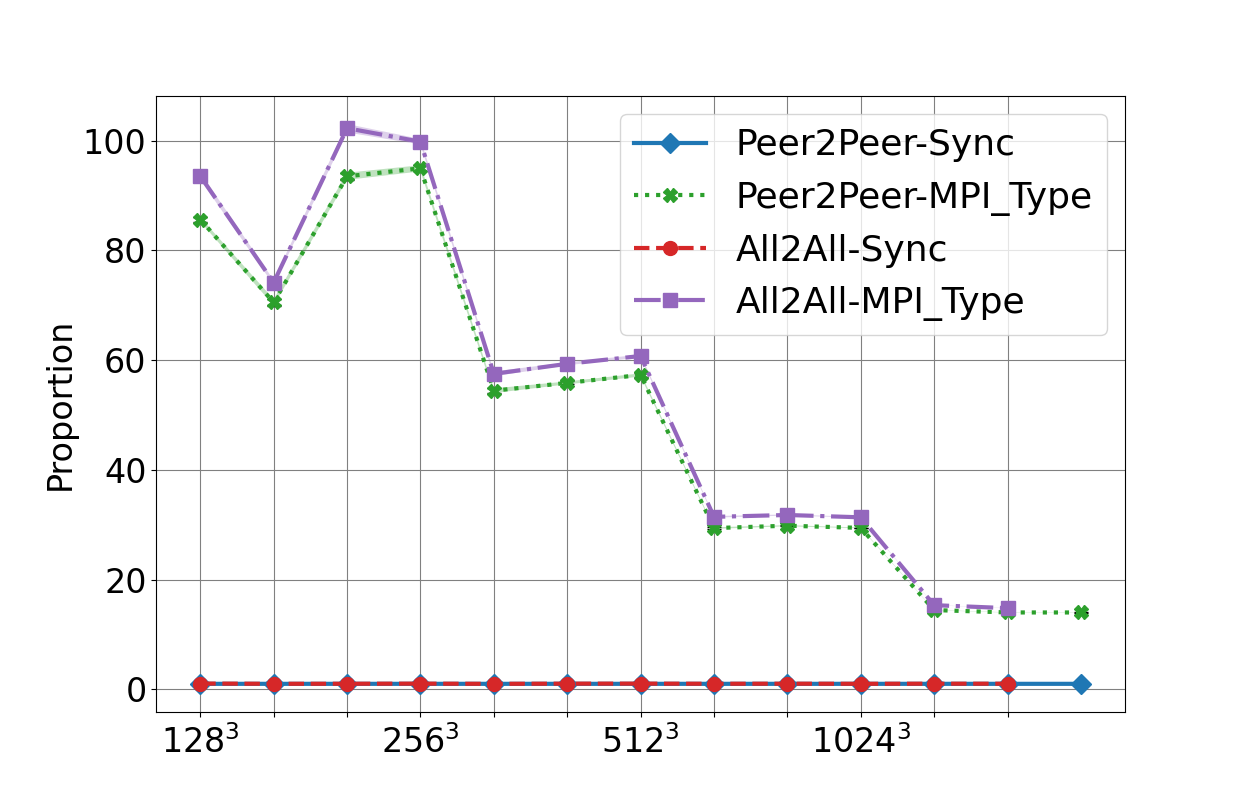 Peer2Peer-Sync
Peer2Peer-MPI_Type
All2All-Sync
All2All-MPI_Type
Proportion
100
80
60
40
20
0
128³ 256³ 512³ 1024³